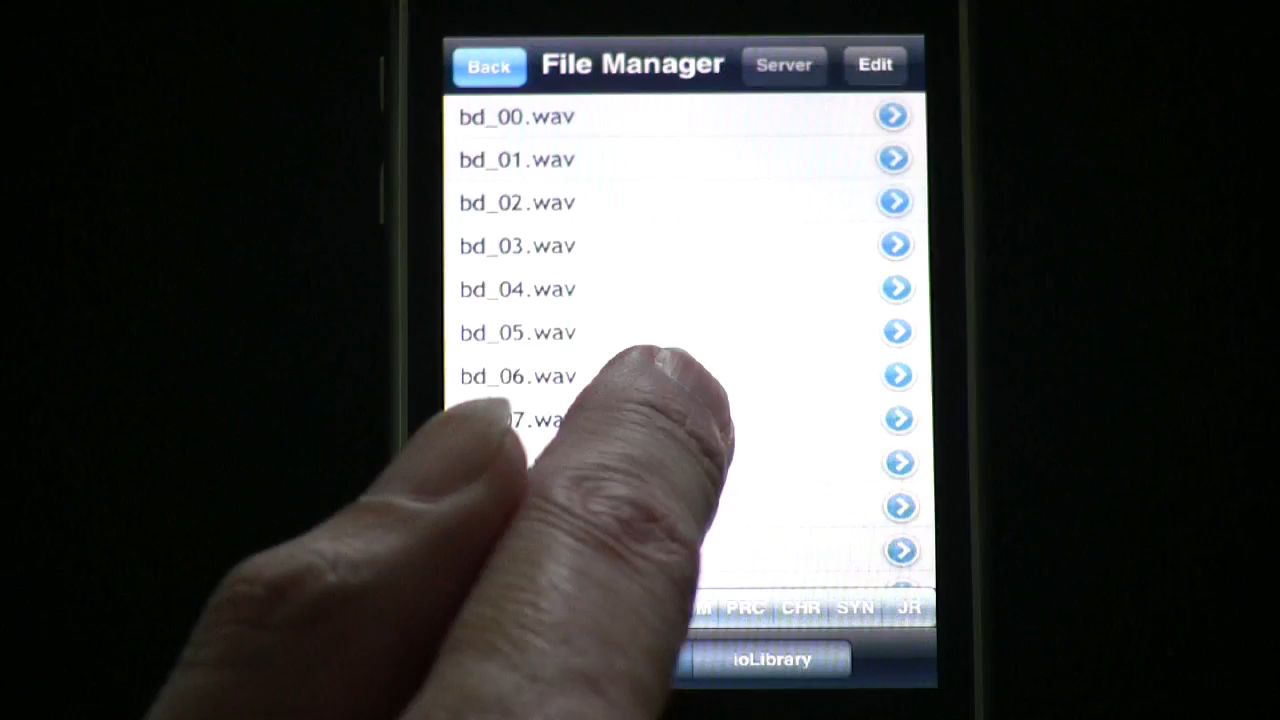 Back File Manager Server Edit
bd_00.wav
bd_01.wav
bd_02.wav
bd_03.wav
bd_04.wav
bd_05.wav
bd_06.wav
PRC CHR SYN JR
ioLibrary